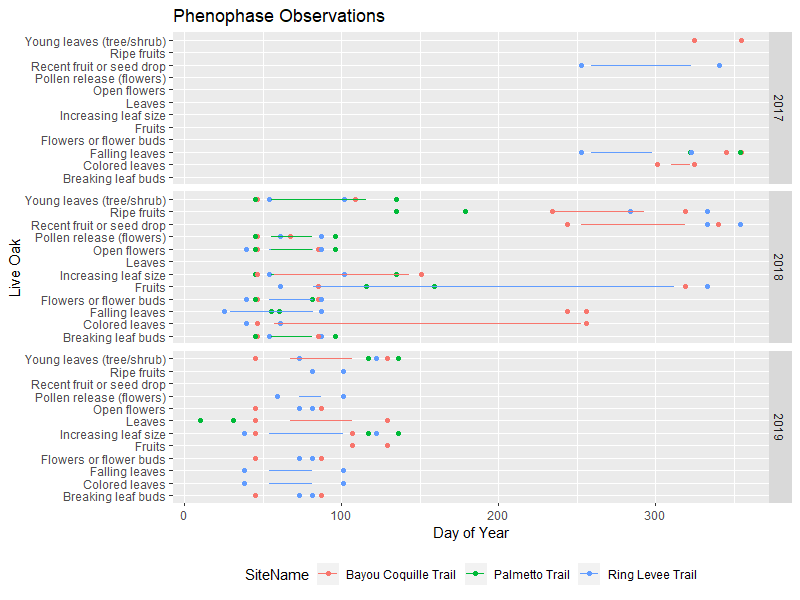 Phenophase Observations
Live Oak
Young leaves (tree/shrub)
Ripe fruits
Recent fruit or seed drop
Pollen release (flowers)
Open flowers
Leaves
Increasing leaf size
Fruits
Flowers or flower buds
Falling leaves
Colored leaves
Breaking leaf buds
2017
Young leaves (tree/shrub)
Ripe fruits
Recent fruit or seed drop
Pollen release (flowers)
Open flowers
Leaves
Increasing leaf size
Fruits
Flowers or flower buds
Falling leaves
Colored leaves
Breaking leaf buds
2018
Young leaves (tree/shrub)
Ripe fruits
Recent fruit or seed drop
Pollen release (flowers)
Open flowers
Leaves
Increasing leaf size
Fruits
Flowers or flower buds
Falling leaves
Colored leaves
Breaking leaf buds
2019
0 100 200 300
Day of Year
SiteName Bayou Coquille Trail Palmetto Trail Ring Levee Trail